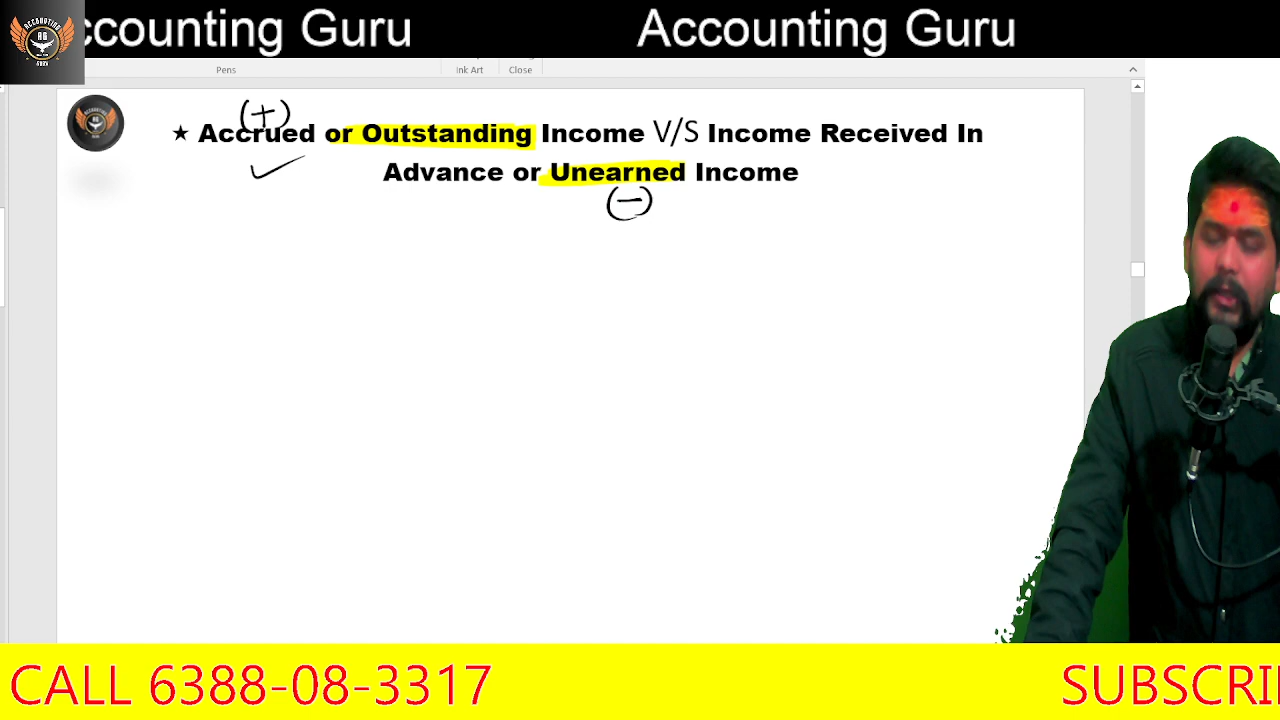 ccounting Guru
Accounting Guru
Pens
Ink Art
Close
(+)
★ Accrued or Outstanding Income V/S Income Received In
Advance or Unearned Income
(−)
CALL 6388-08-3317
SUBSCRI